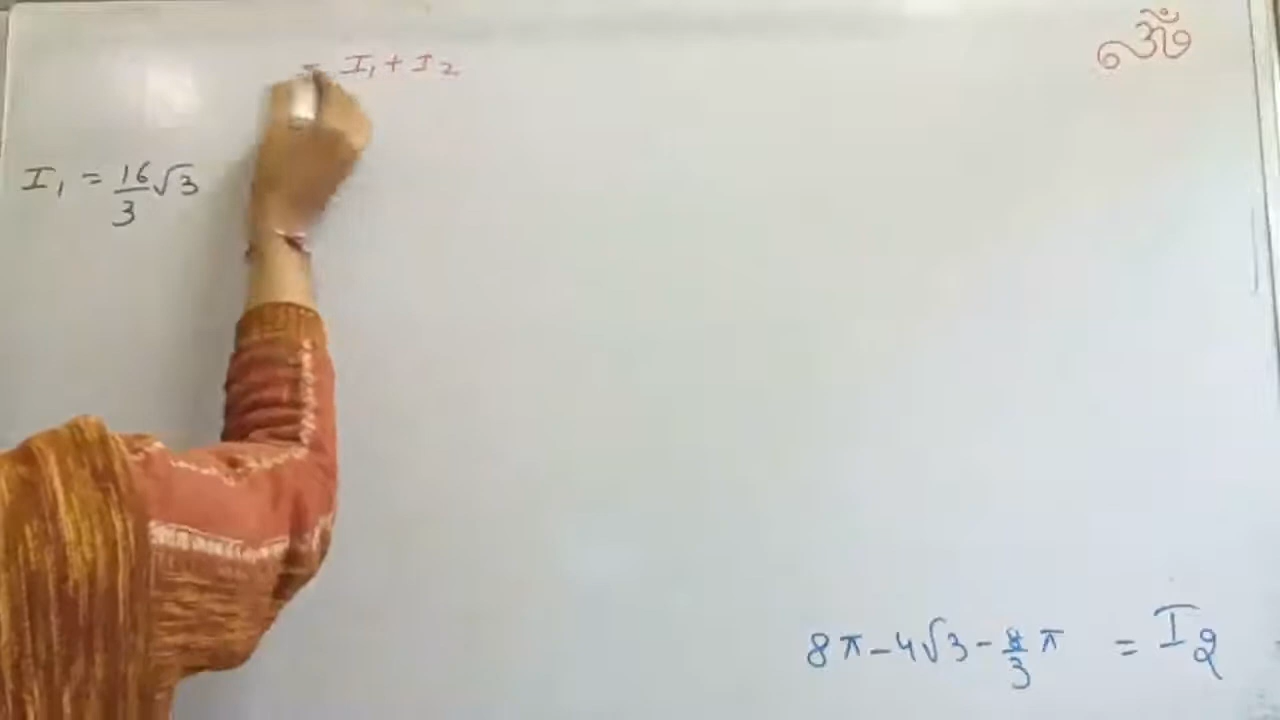 ॐ
= I₁ + I₂
I₁ = 16/3 √3
8π - 4√3 - 8/3 π = I₂